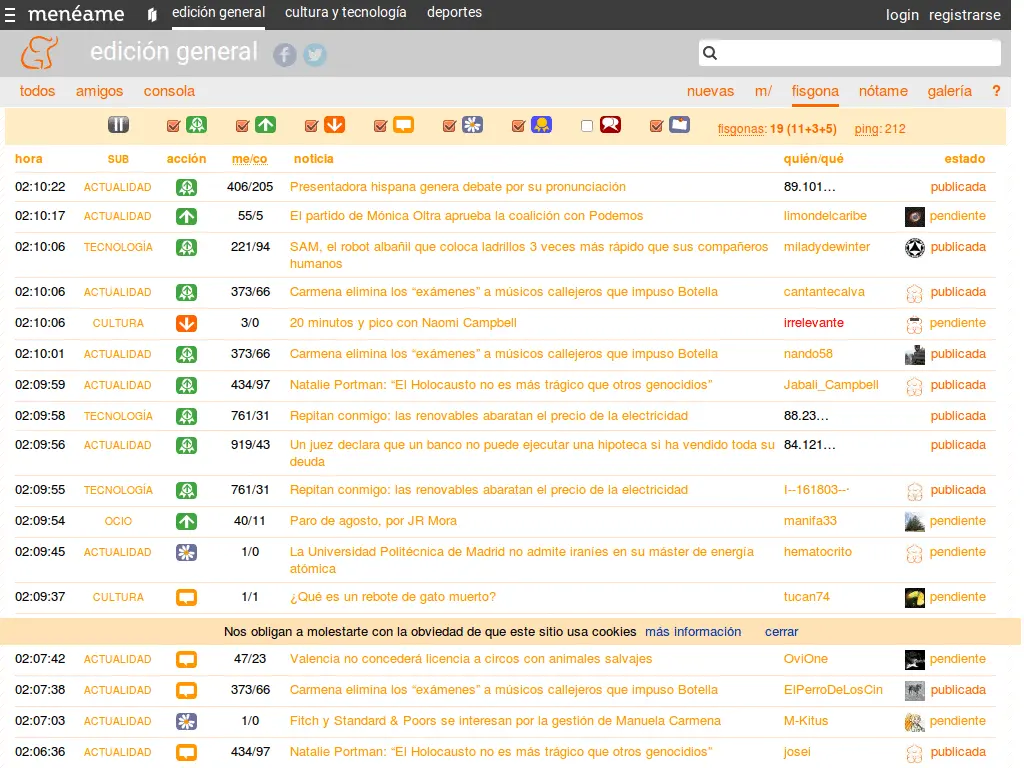 menéame edición general cultura y tecnología deportes login registrarse
edición general
todos amigos consola nuevas m/ fisgona nótame galería ?
fisgonas: 19 (11+3+5) ping: 212
hora SUB acción me/co noticia quién/qué estado
02:10:22 ACTUALIDAD 406/205 Presentadora hispana genera debate por su pronunciación 89.101… publicada
02:10:17 ACTUALIDAD 55/5 El partido de Mónica Oltra aprueba la coalición con Podemos limondelcaribe pendiente
02:10:06 TECNOLOGÍA 221/94 SAM, el robot albañil que coloca ladrillos 3 veces más rápido que sus compañeros miladydewinter publicada
humanos
02:10:06 ACTUALIDAD 373/66 Carmena elimina los “exámenes” a músicos callejeros que impuso Botella cantantecalva publicada
02:10:06 CULTURA 3/0 20 minutos y pico con Naomi Campbell irrelevante pendiente
02:10:01 ACTUALIDAD 373/66 Carmena elimina los “exámenes” a músicos callejeros que impuso Botella nando58 publicada
02:09:59 ACTUALIDAD 434/97 Natalie Portman: “El Holocausto no es más trágico que otros genocidios” Jabali_Campbell publicada
02:09:58 TECNOLOGÍA 761/31 Repitan conmigo: las renovables abaratan el precio de la electricidad 88.23… publicada
02:09:56 ACTUALIDAD 919/43 Un juez declara que un banco no puede ejecutar una hipoteca si ha vendido toda su 84.121… publicada
deuda
02:09:55 TECNOLOGÍA 761/31 Repitan conmigo: las renovables abaratan el precio de la electricidad I--161803--· publicada
02:09:54 OCIO 40/11 Paro de agosto, por JR Mora manifa33 pendiente
02:09:45 ACTUALIDAD 1/0 La Universidad Politécnica de Madrid no admite iraníes en su máster de energía hematocrito pendiente
atómica
02:09:37 CULTURA 1/1 ¿Qué es un rebote de gato muerto? tucan74 pendiente
Nos obligan a molestarte con la obviedad de que este sitio usa cookies más información cerrar
02:07:42 ACTUALIDAD 47/23 Valencia no concederá licencia a circos con animales salvajes OviOne pendiente
02:07:38 ACTUALIDAD 373/66 Carmena elimina los “exámenes” a músicos callejeros que impuso Botella ElPerroDeLosCin publicada
02:07:03 ACTUALIDAD 1/0 Fitch y Standard & Poors se interesan por la gestión de Manuela Carmena M-Kitus pendiente
02:06:36 ACTUALIDAD 434/97 Natalie Portman: “El Holocausto no es más trágico que otros genocidios” josei publicada